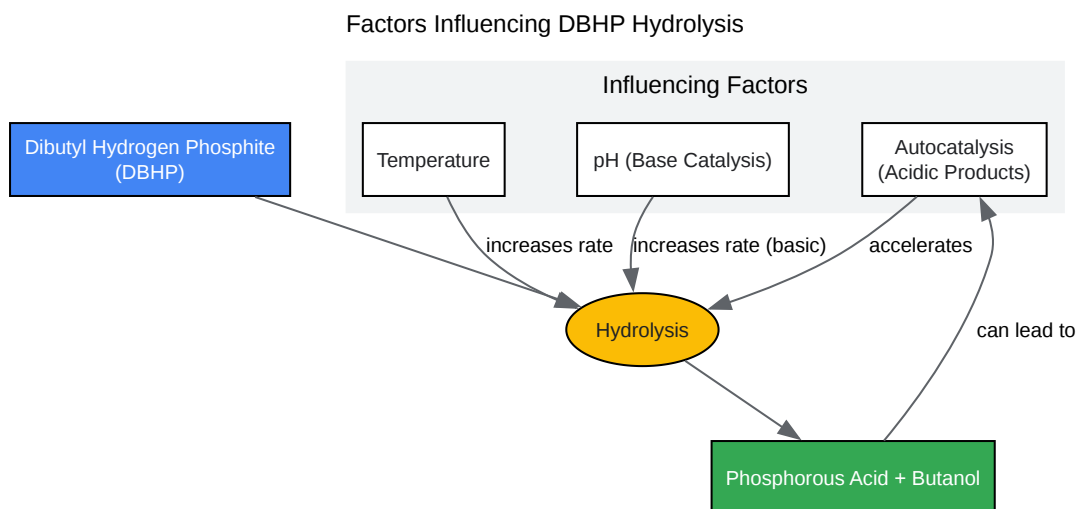 Factors Influencing DBHP Hydrolysis
Influencing Factors
Dibutyl Hydrogen Phosphite
(DBHP)
Temperature
pH (Base Catalysis)
Autocatalysis
(Acidic Products)
increases rate
increases rate (basic)
accelerates
Hydrolysis
can lead to
Phosphorous Acid + Butanol